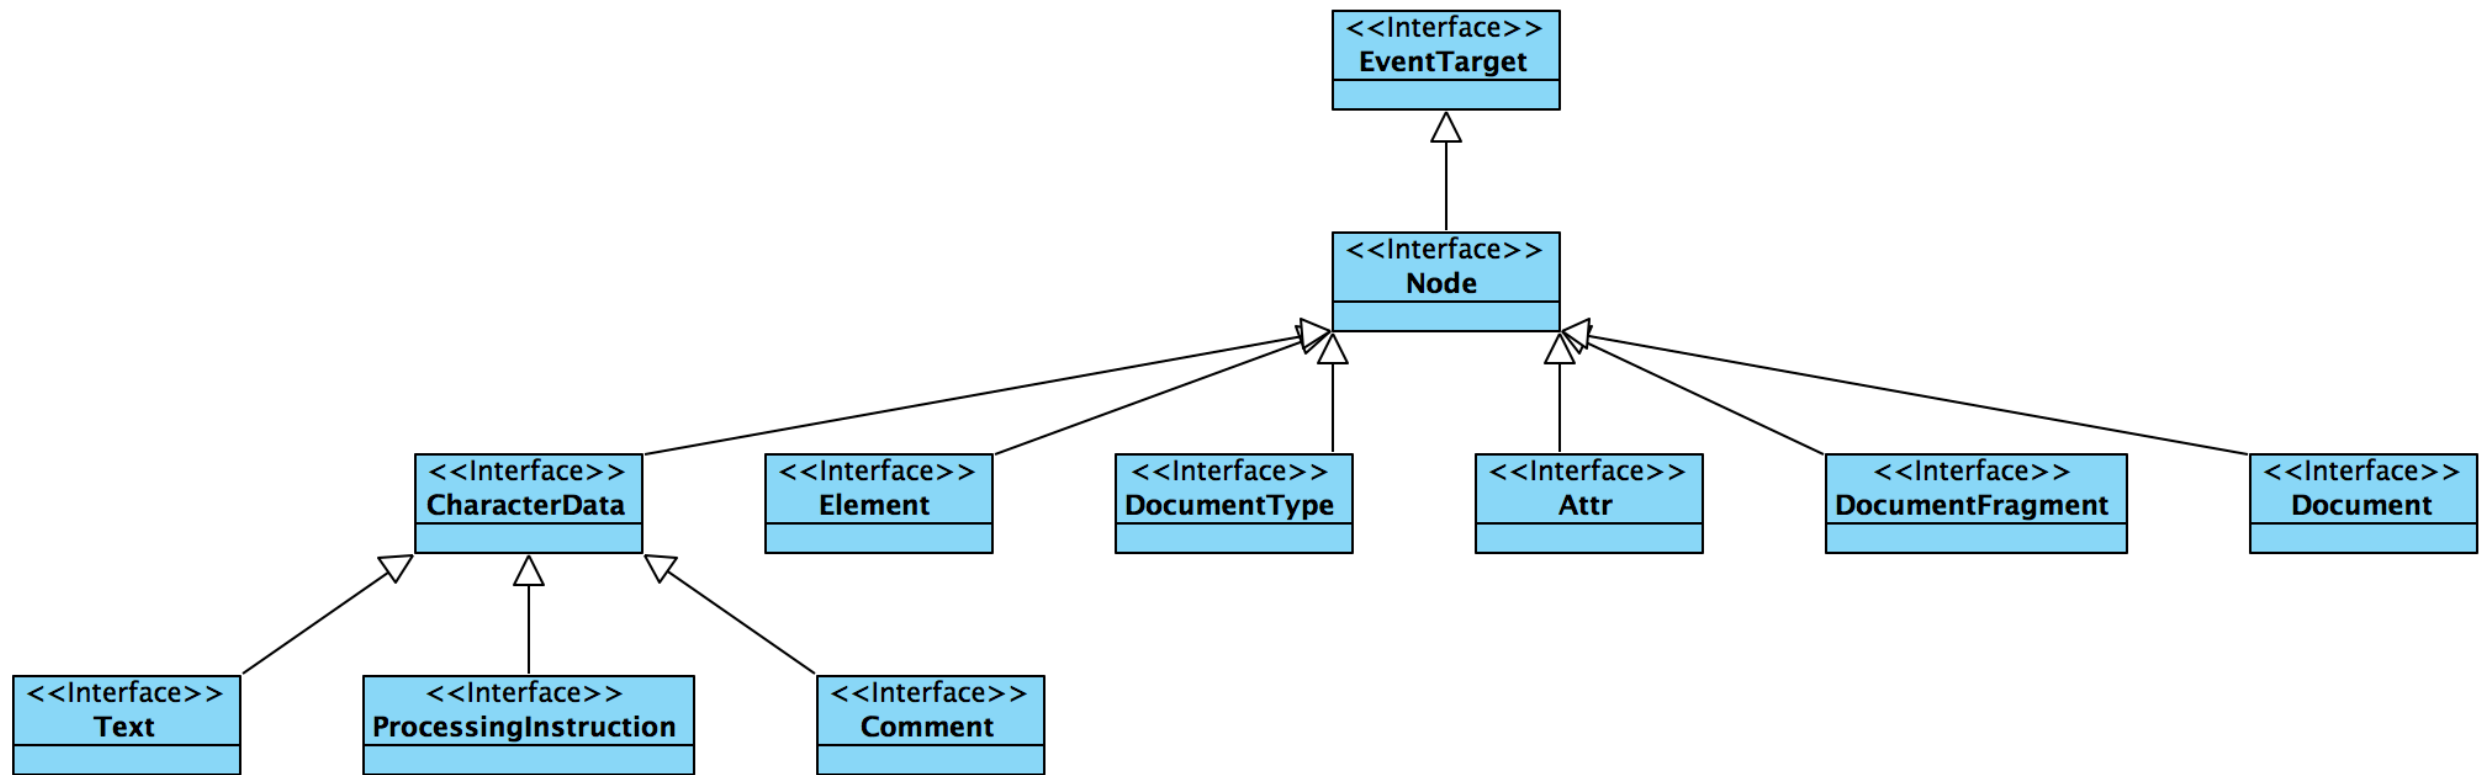 <<Interface>>
EventTarget
<<Interface>>
Node
<<Interface>>
CharacterData
<<Interface>>
Element
<<Interface>>
DocumentType
<<Interface>>
Attr
<<Interface>>
DocumentFragment
<<Interface>>
Document
<<Interface>>
Text
<<Interface>>
ProcessingInstruction
<<Interface>>
Comment